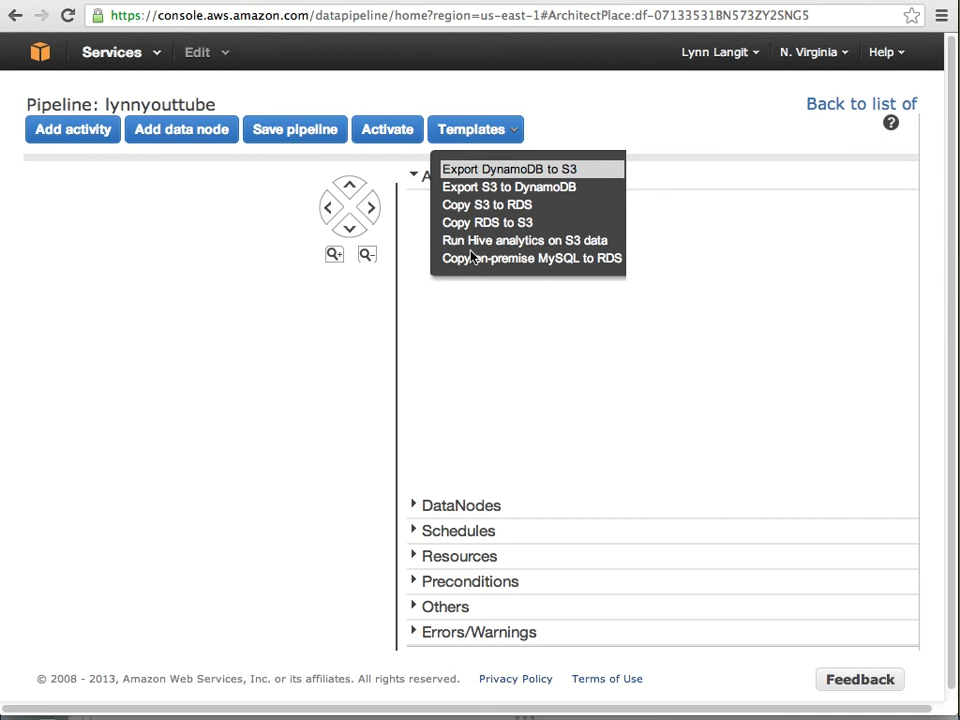 https://console.aws.amazon.com/datapipeline/home?region=us-east-1#ArchitectPlace:df-07133531BN573ZY2SNG5
Services Edit Lynn Langit N. Virginia Help
Pipeline: lynnyouttube
Back to list of
Add activity Add data node Save pipeline Activate Templates
?
A
Export DynamoDB to S3
Export S3 to DynamoDB
Copy S3 to RDS
Copy RDS to S3
Run Hive analytics on S3 data
Copy on-premise MySQL to RDS
DataNodes
Schedules
Resources
Preconditions
Others
Errors/Warnings
© 2008 - 2013, Amazon Web Services, Inc. or its affiliates. All rights reserved. Privacy Policy Terms of Use
Feedback